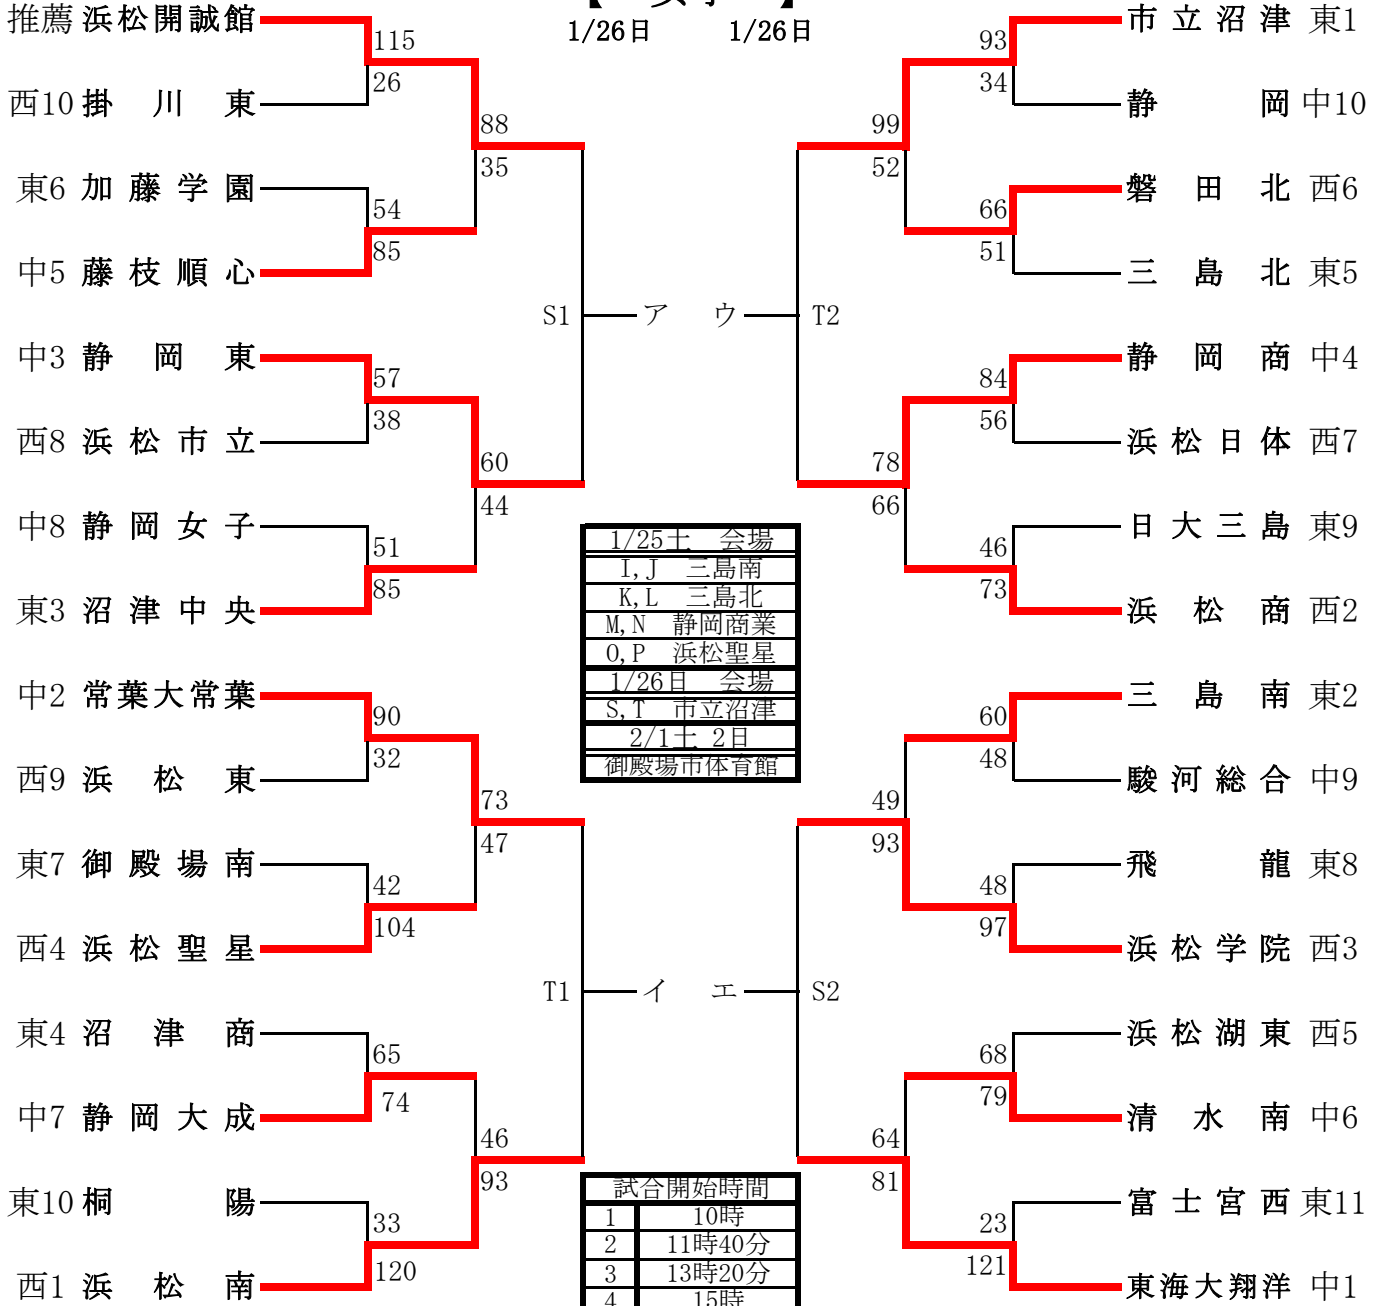 1/26日 1/26日
推薦 浜松開誠館
115
26
西10 掛川東
88
35
東6 加藤学園
54
85
中5 藤枝順心
S1 ア
中3 静岡東
57
38
西8 浜松市立
60
44
中8 静岡女子
51
85
東3 沼津中央
中2 常葉大常葉
90
32
西9 浜松東
73
47
東7 御殿場南
42
104
西4 浜松聖星
T1 イ
東4 沼津商
65
74
中7 静岡大成
46
93
東10 桐陽
33
120
西1 浜松南
1/25土 会場
I,J 三島南
K,L 三島北
M,N 静岡商業
O,P 浜松聖星
1/26日 会場
S,T 市立沼津
2/1土 2日
御殿場市体育館
試合開始時間
1 10時
2 11時40分
3 13時20分
4 15時
市立沼津 東1
93
34
静岡 中10
99
52
磐田北 西6
66
51
三島北 東5
ウ T2
静岡商 中4
84
56
浜松日体 西7
78
66
日大三島 東9
46
73
浜松商 西2
三島南 東2
60
48
駿河総合 中9
49
93
飛龍 東8
48
97
浜松学院 西3
エ S2
浜松湖東 西5
68
79
清水南 中6
64
81
富士宮西 東11
23
121
東海大翔洋 中1